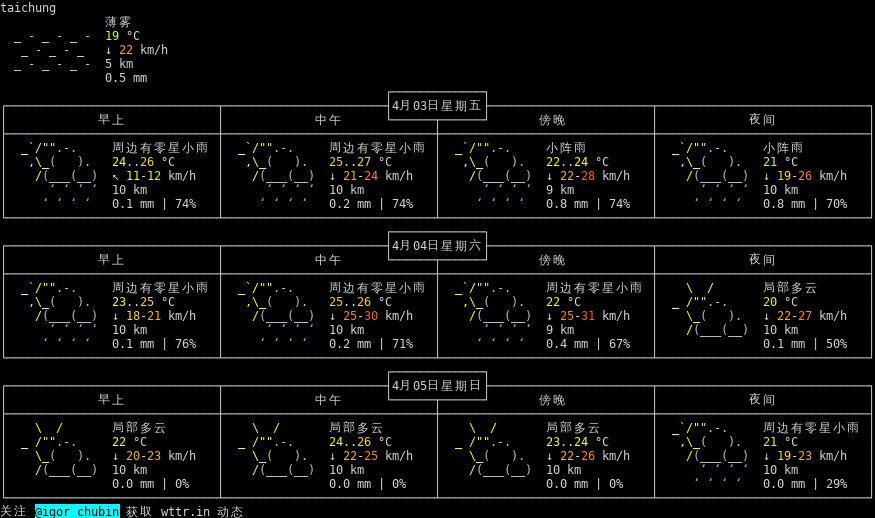 taichung
薄雾
19 °C
↓ 22 km/h
5 km
0.5 mm
4月03日星期五
早上 中午 傍晚 夜间
周边有零星小雨 周边有零星小雨 小阵雨 小阵雨
24..26 °C 25..27 °C 22..24 °C 21 °C
↖ 11-12 km/h ↓ 21-24 km/h ↓ 22-28 km/h ↓ 19-26 km/h
10 km 10 km 9 km 10 km
0.1 mm | 74% 0.2 mm | 74% 0.8 mm | 74% 0.8 mm | 70%
4月04日星期六
早上 中午 傍晚 夜间
周边有零星小雨 周边有零星小雨 周边有零星小雨 局部多云
23..25 °C 25..26 °C 22 °C 20 °C
↓ 18-21 km/h ↓ 25-30 km/h ↓ 25-31 km/h ↓ 22-27 km/h
10 km 10 km 9 km 10 km
0.1 mm | 76% 0.2 mm | 71% 0.4 mm | 67% 0.1 mm | 50%
4月05日星期日
早上 中午 傍晚 夜间
局部多云 局部多云 局部多云 周边有零星小雨
22 °C 24..26 °C 23..24 °C 21 °C
↓ 20-23 km/h ↓ 22-25 km/h ↓ 22-26 km/h ↓ 19-23 km/h
10 km 10 km 10 km 10 km
0.0 mm | 0% 0.0 mm | 0% 0.0 mm | 0% 0.0 mm | 29%
关注 @igor_chubin 获取 wttr.in 动态